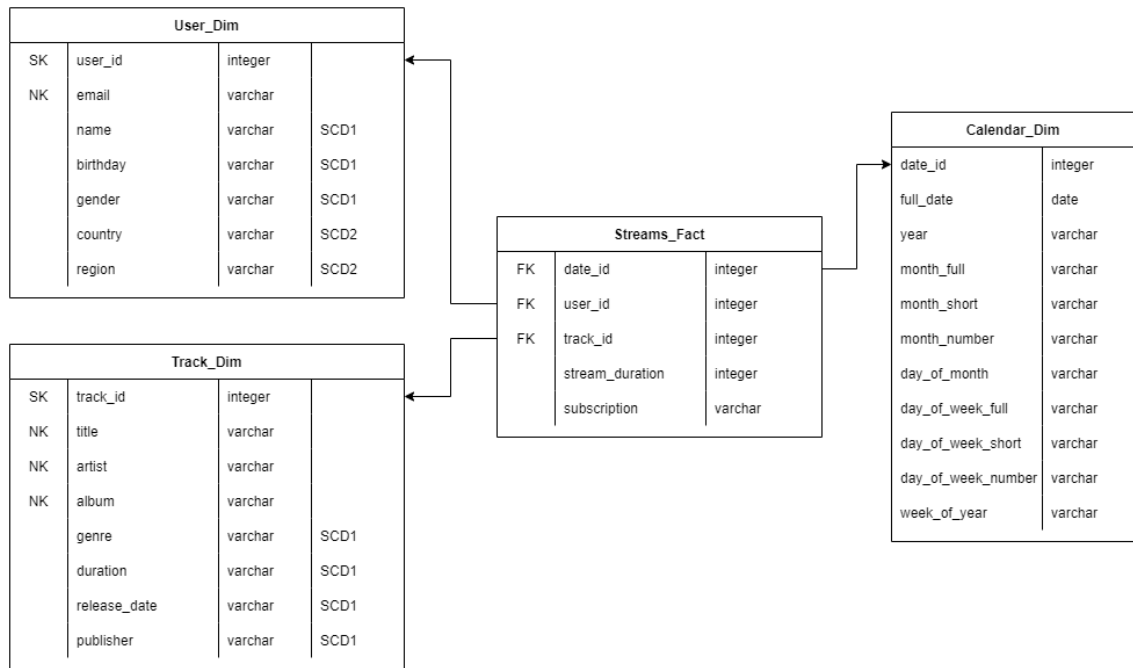 User_Dim
SK user_id integer
NK email varchar
name varchar SCD1
birthday varchar SCD1
gender varchar SCD1
country varchar SCD2
region varchar SCD2
Track_Dim
SK track_id integer
NK title varchar
NK artist varchar
NK album varchar
genre varchar SCD1
duration varchar SCD1
release_date varchar SCD1
publisher varchar SCD1
Streams_Fact
FK date_id integer
FK user_id integer
FK track_id integer
stream_duration integer
subscription varchar
Calendar_Dim
date_id integer
full_date date
year varchar
month_full varchar
month_short varchar
month_number varchar
day_of_month varchar
day_of_week_full varchar
day_of_week_short varchar
day_of_week_number varchar
week_of_year varchar